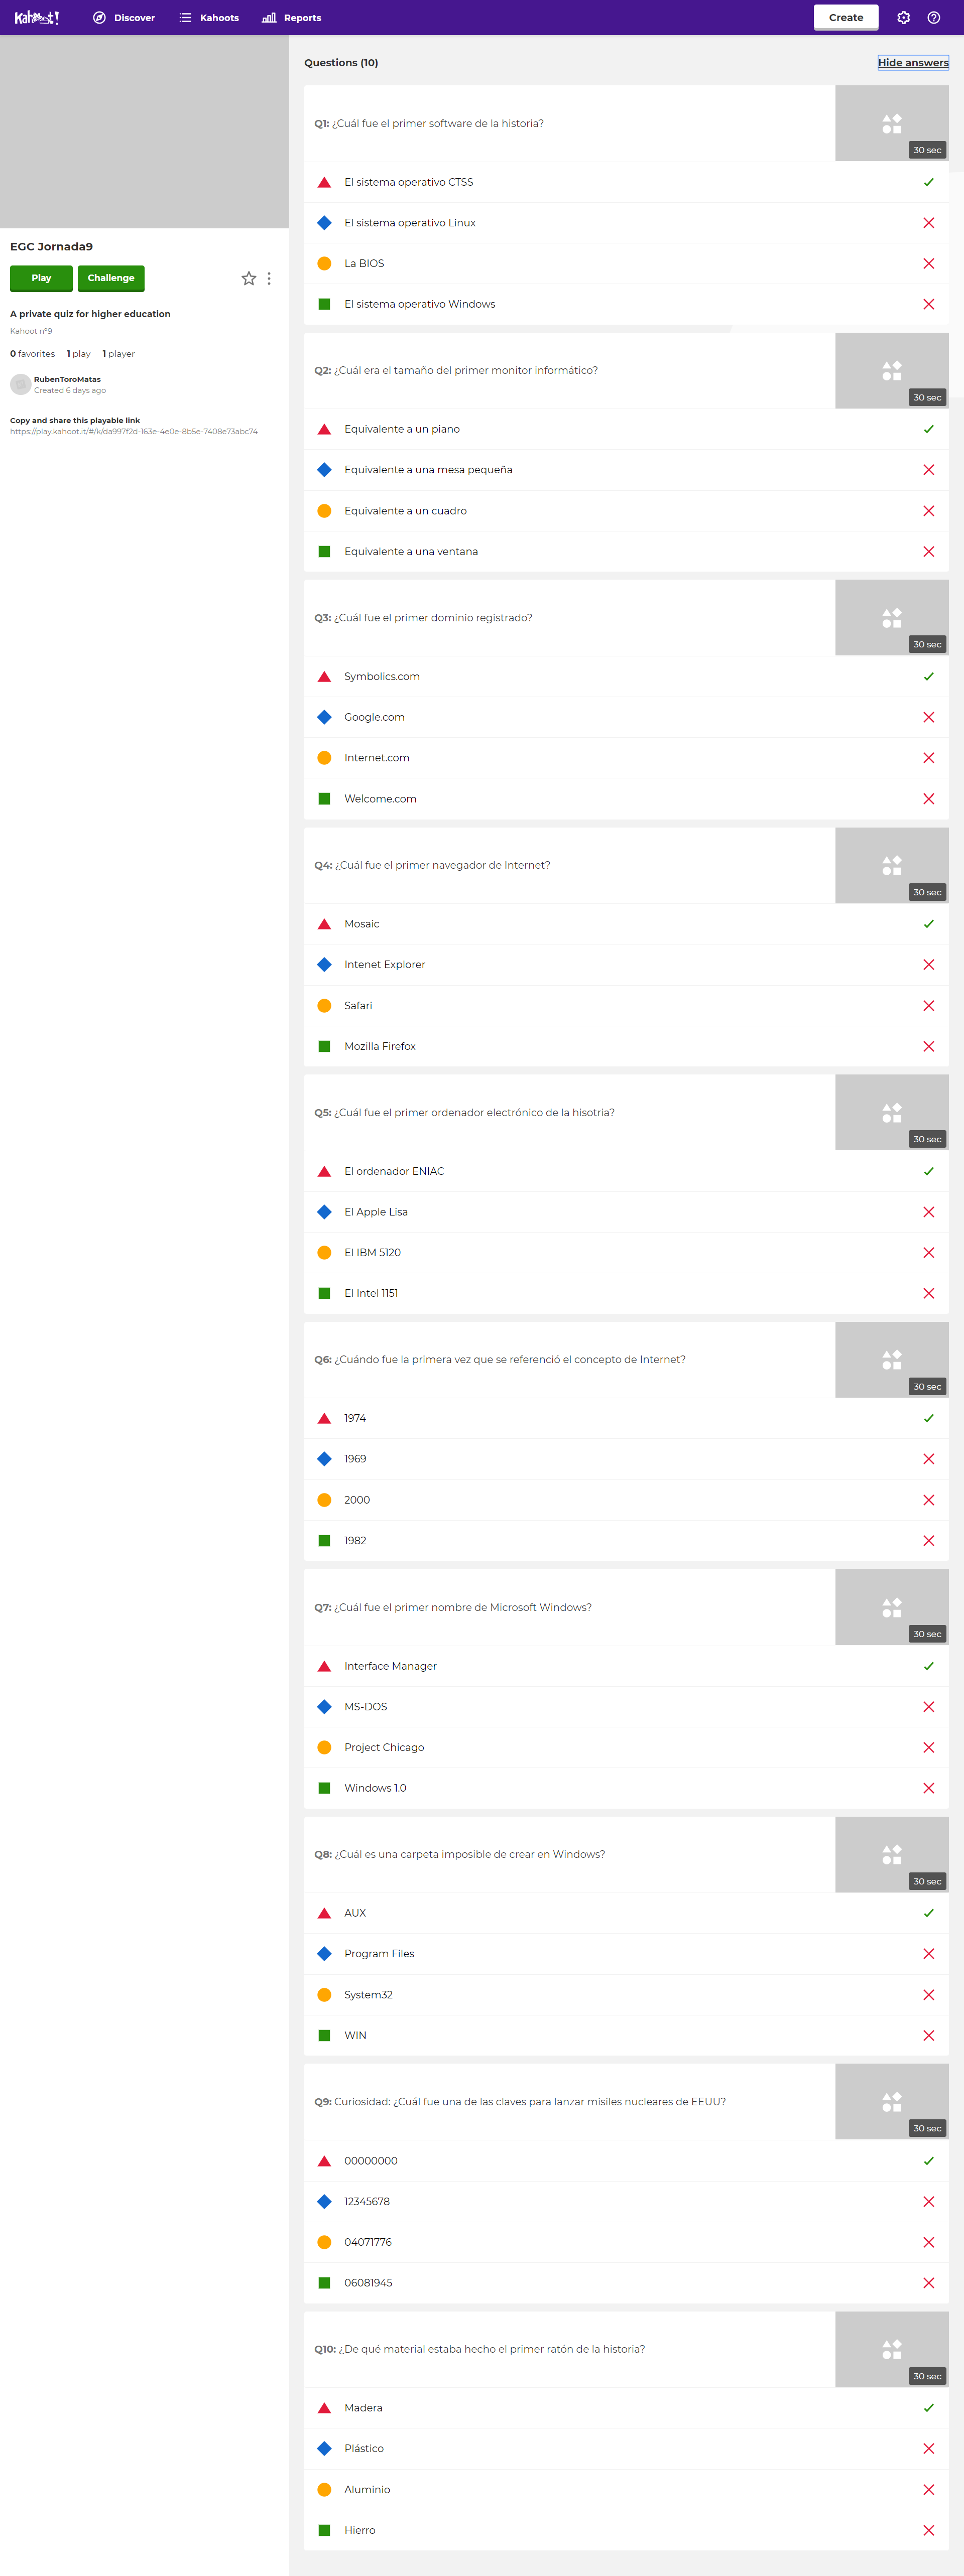 Kahoot!
Discover
Kahoots
Reports
Create
EGC Jornada9
Play
Challenge
A private quiz for higher education
Kahoot nº9
0 favorites 1 play 1 player
RubenToroMatas
Created 6 days ago
Copy and share this playable link
https://play.kahoot.it/#/k/da997f2d-163e-4e0e-8b5e-7408e73abc74
Questions (10)
Hide answers
Q1: ¿Cuál fue el primer software de la historia?
30 sec
El sistema operativo CTSS
El sistema operativo Linux
La BIOS
El sistema operativo Windows
Q2: ¿Cuál era el tamaño del primer monitor informático?
30 sec
Equivalente a un piano
Equivalente a una mesa pequeña
Equivalente a un cuadro
Equivalente a una ventana
Q3: ¿Cuál fue el primer dominio registrado?
30 sec
Symbolics.com
Google.com
Internet.com
Welcome.com
Q4: ¿Cuál fue el primer navegador de Internet?
30 sec
Mosaic
Intenet Explorer
Safari
Mozilla Firefox
Q5: ¿Cuál fue el primer ordenador electrónico de la hisotria?
30 sec
El ordenador ENIAC
El Apple Lisa
El IBM 5120
El Intel 1151
Q6: ¿Cuándo fue la primera vez que se referenció el concepto de Internet?
30 sec
1974
1969
2000
1982
Q7: ¿Cuál fue el primer nombre de Microsoft Windows?
30 sec
Interface Manager
MS-DOS
Project Chicago
Windows 1.0
Q8: ¿Cuál es una carpeta imposible de crear en Windows?
30 sec
AUX
Program Files
System32
WIN
Q9: Curiosidad: ¿Cuál fue una de las claves para lanzar misiles nucleares de EEUU?
30 sec
00000000
12345678
04071776
06081945
Q10: ¿De qué material estaba hecho el primer ratón de la historia?
30 sec
Madera
Plástico
Aluminio
Hierro